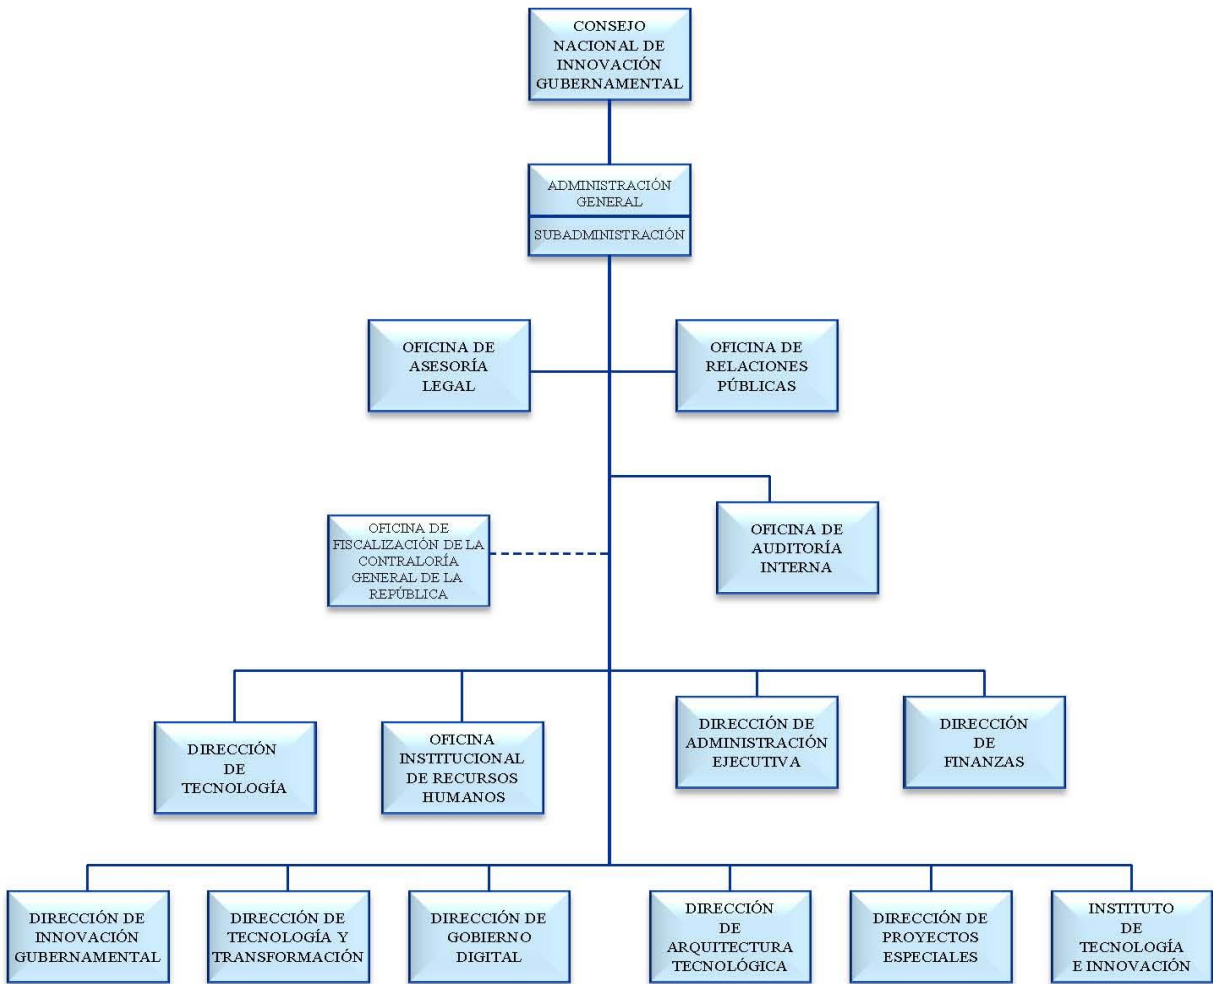 CONSEJO
NACIONAL DE
INNOVACIÓN
GUBERNAMENTAL
ADMINISTRACIÓN
GENERAL
SUBADMINISTRACIÓN
OFICINA DE
ASESORÍA
LEGAL
OFICINA DE
RELACIONES
PÚBLICAS
OFICINA DE
FISCALIZACIÓN DE LA
CONTRALORÍA
GENERAL DE LA
REPÚBLICA
OFICINA DE
AUDITORÍA
INTERNA
DIRECCIÓN
DE
TECNOLOGÍA
OFICINA
INSTITUCIONAL
DE RECURSOS
HUMANOS
DIRECCIÓN DE
ADMINISTRACIÓN
EJECUTIVA
DIRECCIÓN
DE
FINANZAS
DIRECCIÓN DE
INNOVACIÓN
GUBERNAMENTAL
DIRECCIÓN DE
TECNOLOGÍA Y
TRANSFORMACIÓN
DIRECCIÓN DE
GOBIERNO
DIGITAL
DIRECCIÓN
DE
ARQUITECTURA
TECNOLÓGICA
DIRECCIÓN DE
PROYECTOS
ESPECIALES
INSTITUTO
DE
TECNOLOGÍA
E INNOVACIÓN